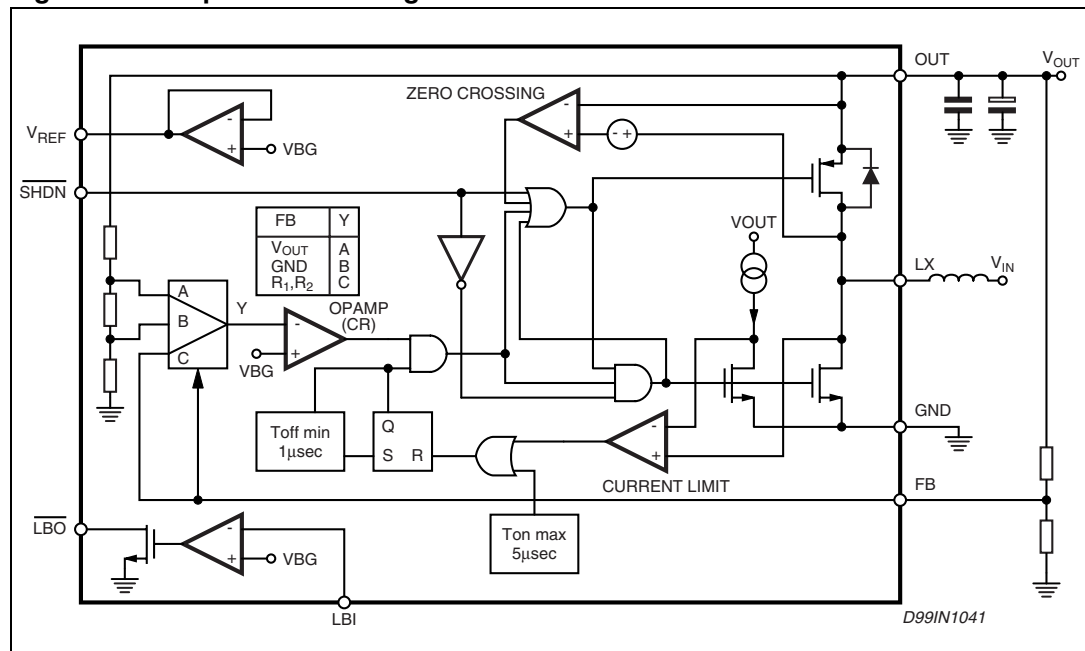 OUT
VOUT
ZERO CROSSING
-
+
- +
VREF
-
+
VBG
SHDN
FB Y
VOUT A
GND B
R1,R2 C
VOUT
LX
VIN
A
B
C
Y
OPAMP
(CR)
-
+
VBG
GND
Toff min
1µsec
Q
S R
-
+
CURRENT LIMIT
FB
LBO
-
+
VBG
Ton max
5µsec
LBI
D99IN1041